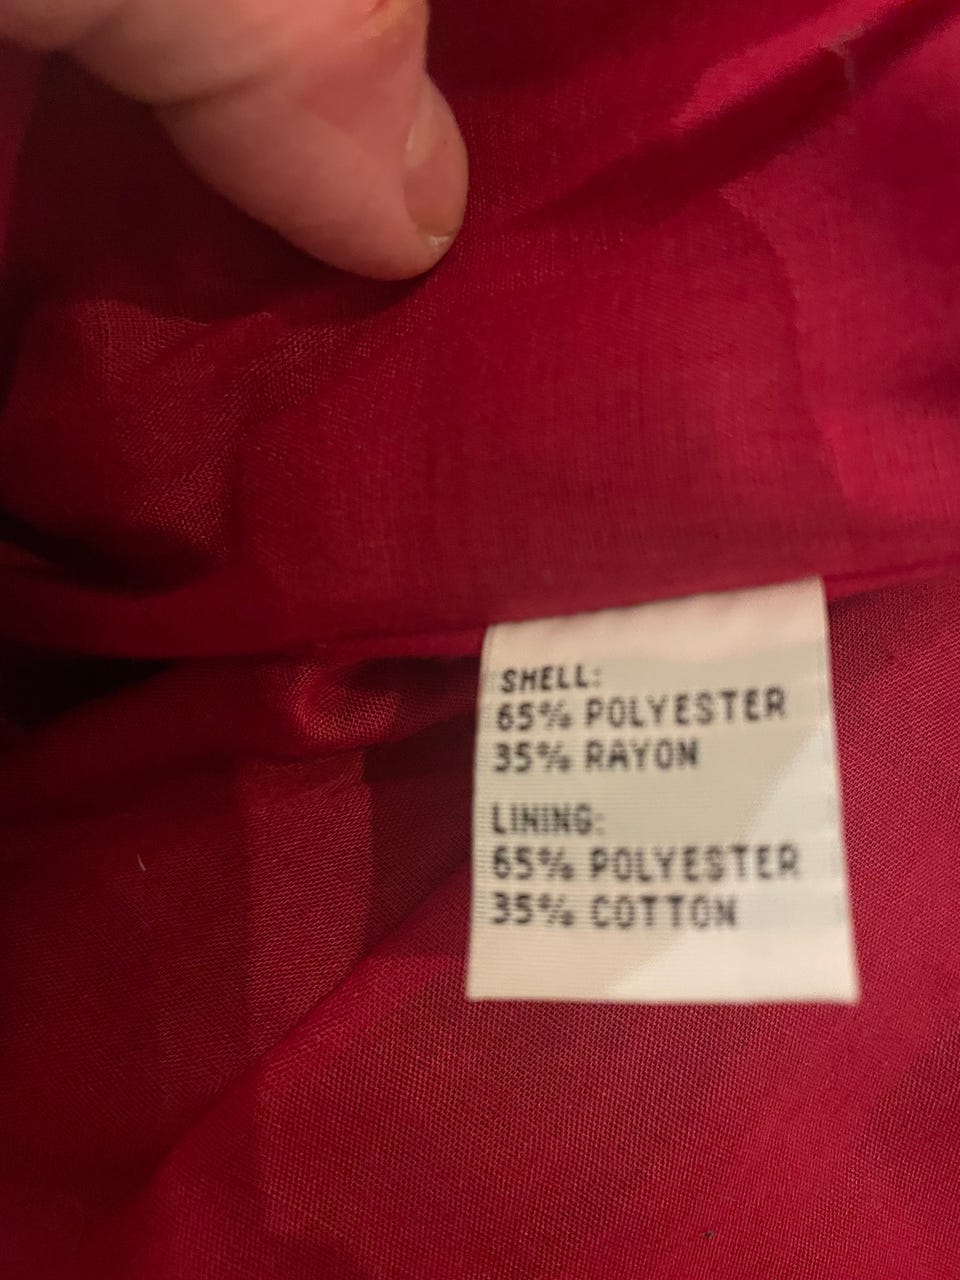 SHELL:
65% POLYESTER
35% RAYON
LINING:
65% POLYESTER
35% COTTON